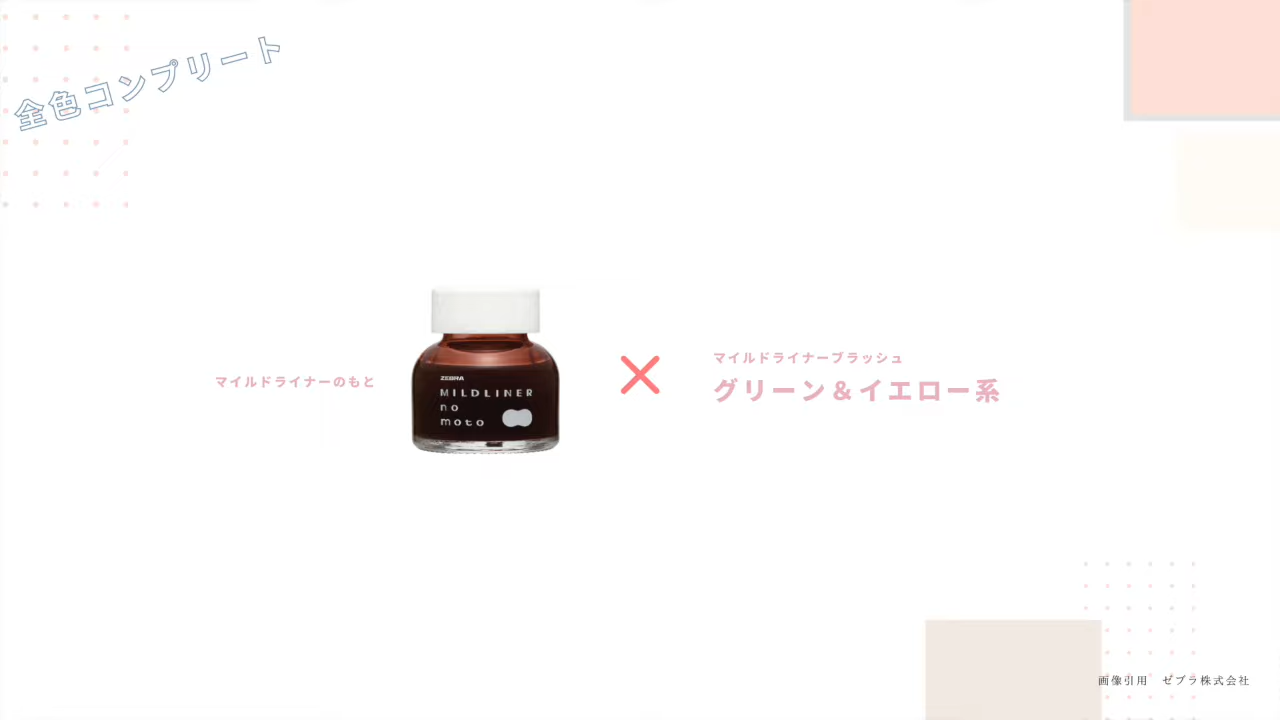 全色コンプリート
マイルドライナーのもと
ZEBRA
MILDLINER
no
moto
マイルドライナーブラッシュ
グリーン＆イエロー系
画像引用　ゼブラ株式会社